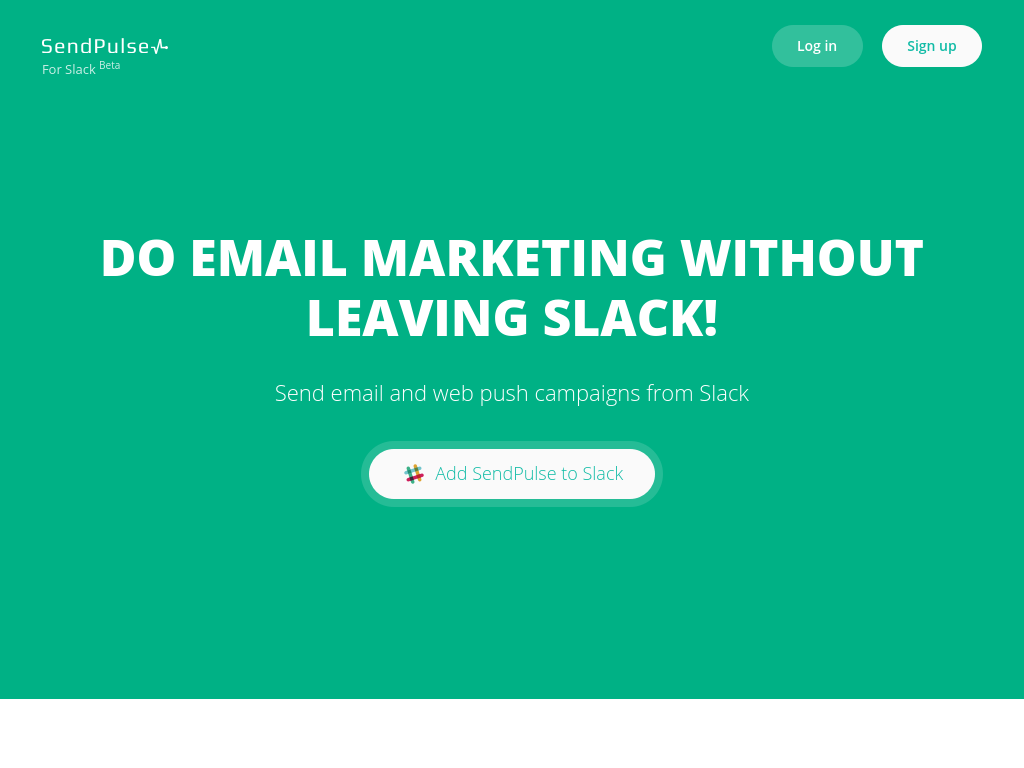 SendPulse
For Slack Beta
Log in
Sign up
DO EMAIL MARKETING WITHOUT
LEAVING SLACK!
Send email and web push campaigns from Slack
Add SendPulse to Slack